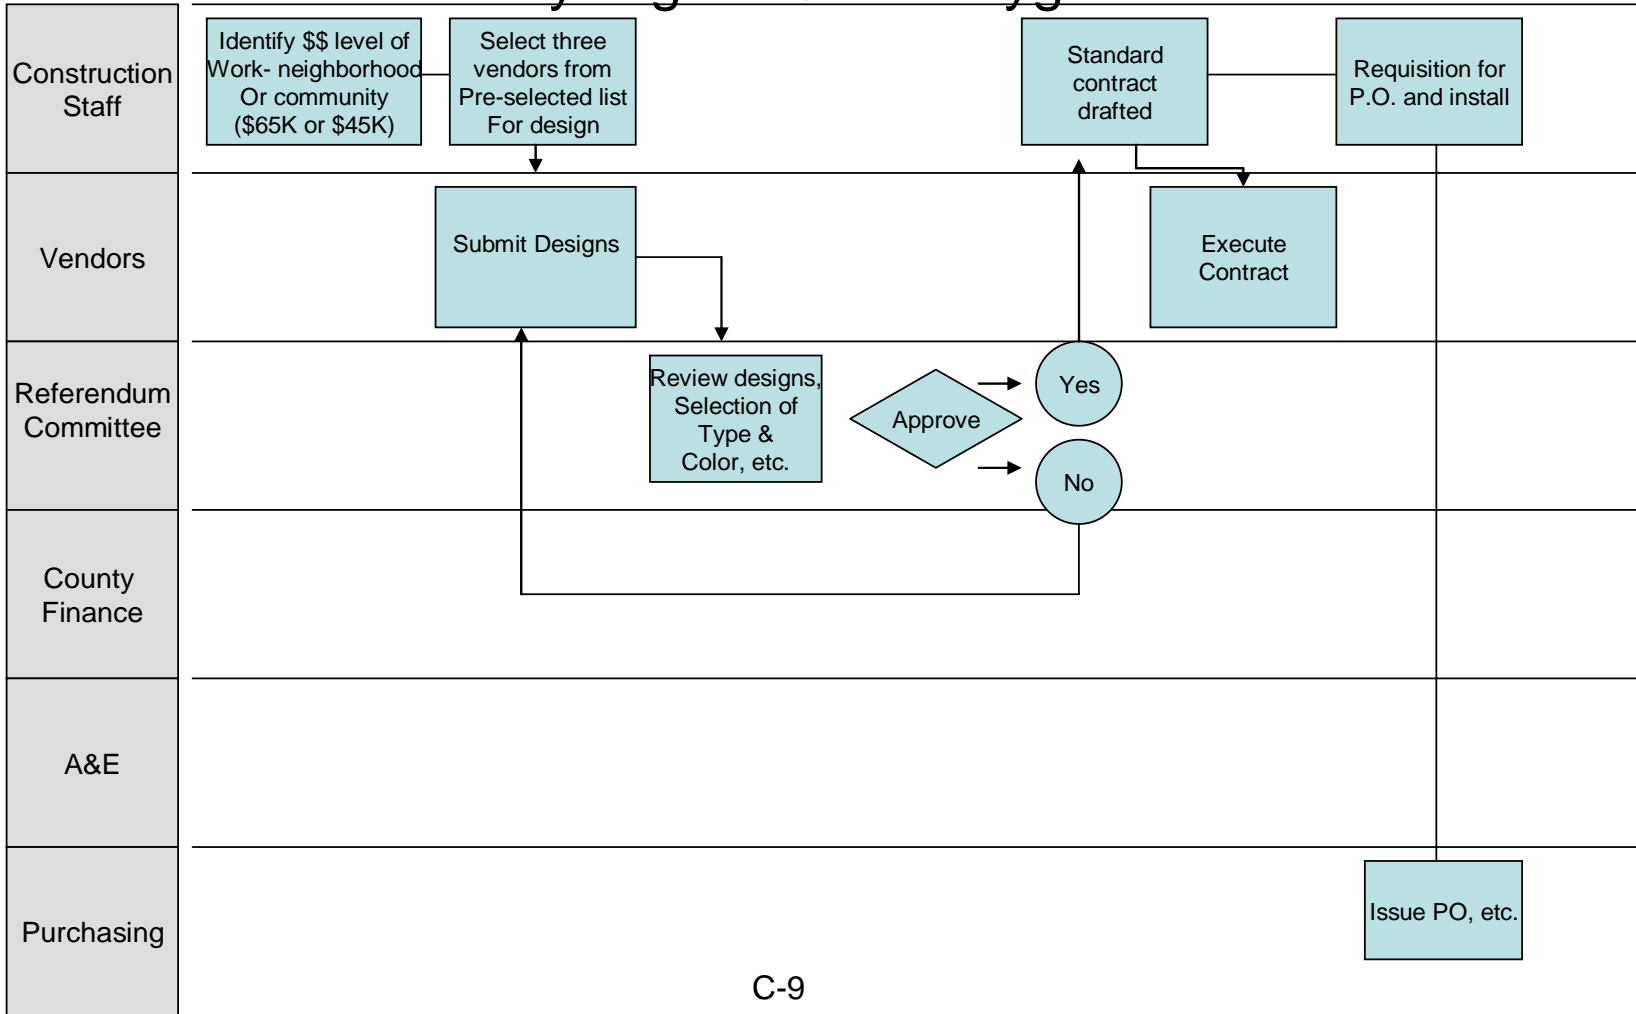 Construction
Staff
Identify $$ level of
Work- neighborhood
Or community
($65K or $45K)
Select three
vendors from
Pre-selected list
For design
Standard
contract
drafted
Requisition for
P.O. and install
Vendors
Submit Designs
Execute
Contract
Referendum
Committee
Review designs,
Selection of
Type &
Color, etc.
Approve
Yes
No
County
Finance
A&E
Purchasing
Issue PO, etc.
C-9